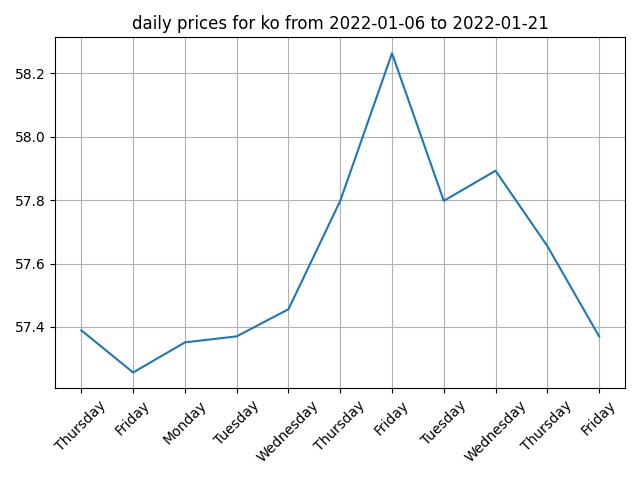 daily prices for ko from 2022-01-06 to 2022-01-21
58.2
58.0
57.8
57.6
57.4
Thursday
Friday
Monday
Tuesday
Wednesday
Thursday
Friday
Tuesday
Wednesday
Thursday
Friday